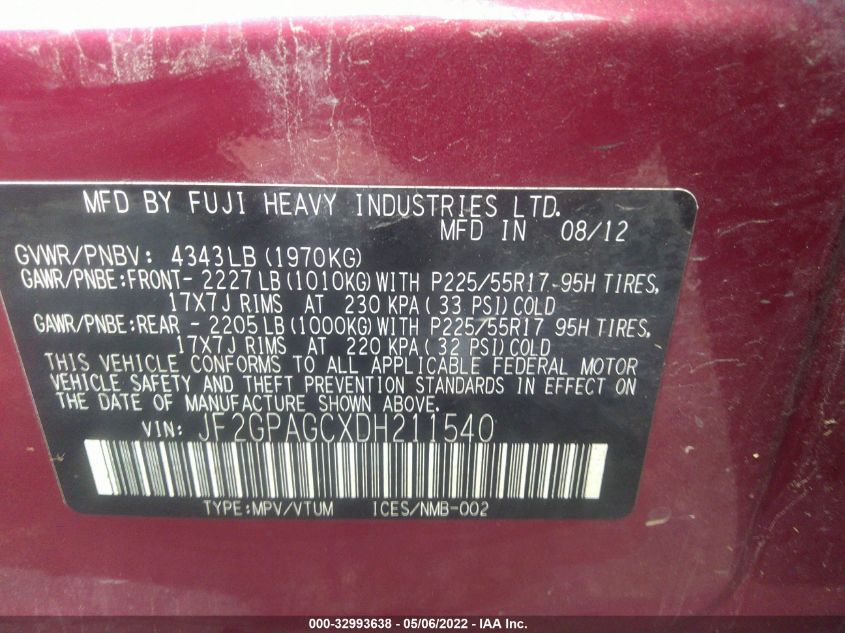 MFD BY FUJI HEAVY INDUSTRIES LTD.
MFD IN 08/12
GVWR/PNBV: 4343LB (1970KG)
GAWR/PNBE:FRONT- 2227LB (1010KG) WITH P225/55R17 95H TIRES,
17X7J RIMS AT 230 KPA( 33 PSI) COLD
GAWR/PNBE:REAR - 2205LB (1000KG) WITH P225/55R17 95H TIRES,
17X7J RIMS AT 220 KPA( 32 PSI) COLD
THIS VEHICLE CONFORMS TO ALL APPLICABLE FEDERAL MOTOR
VEHICLE SAFETY AND THEFT PREVENTION STANDARDS IN EFFECT ON
THE DATE OF MANUFACTURE SHOWN ABOVE.
VIN: JF2GPAGCXDH211540
TYPE:MPV/VTUM ICES/NMB-002
000-32993638 - 05/06/2022 - IAA Inc.